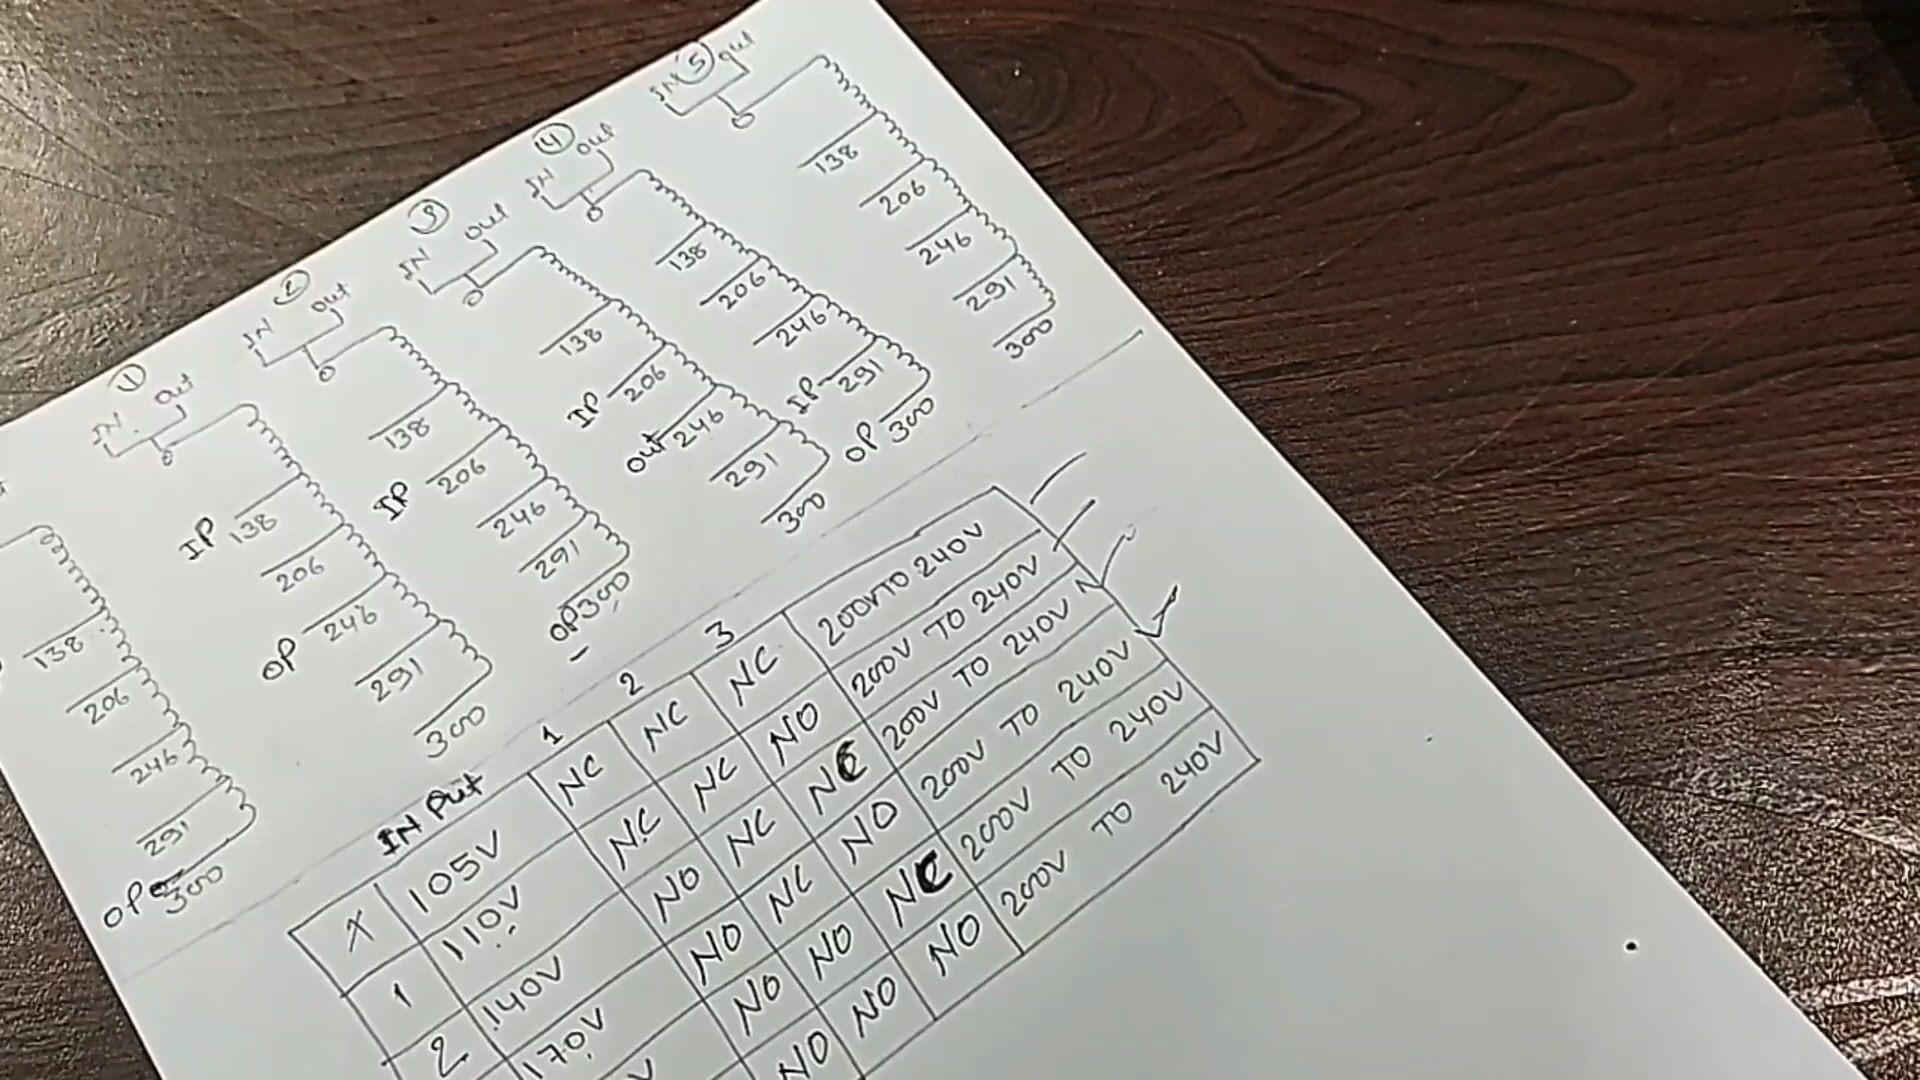 138
206
246
291
OP 300
1
IN out
IP 138
206
OP 246
291
300
2
IN out
138
IP 206
246
291
OP 300
3
IN out
138
IP 206
out 246
291
300
4
IN out
138
206
246
IP 291
OP 300
5
IN out
138
206
246
291
300
IN Put 1 2 3
X 105V NC NC NC 200V TO 240V
1 110V NC NC NO 200V TO 240V
2 140V NO NC NC 200V TO 240V
170V NO NC NO 200V TO 240V
V NO NO NC 200V TO 240V
NO NO NO 200V TO 240V